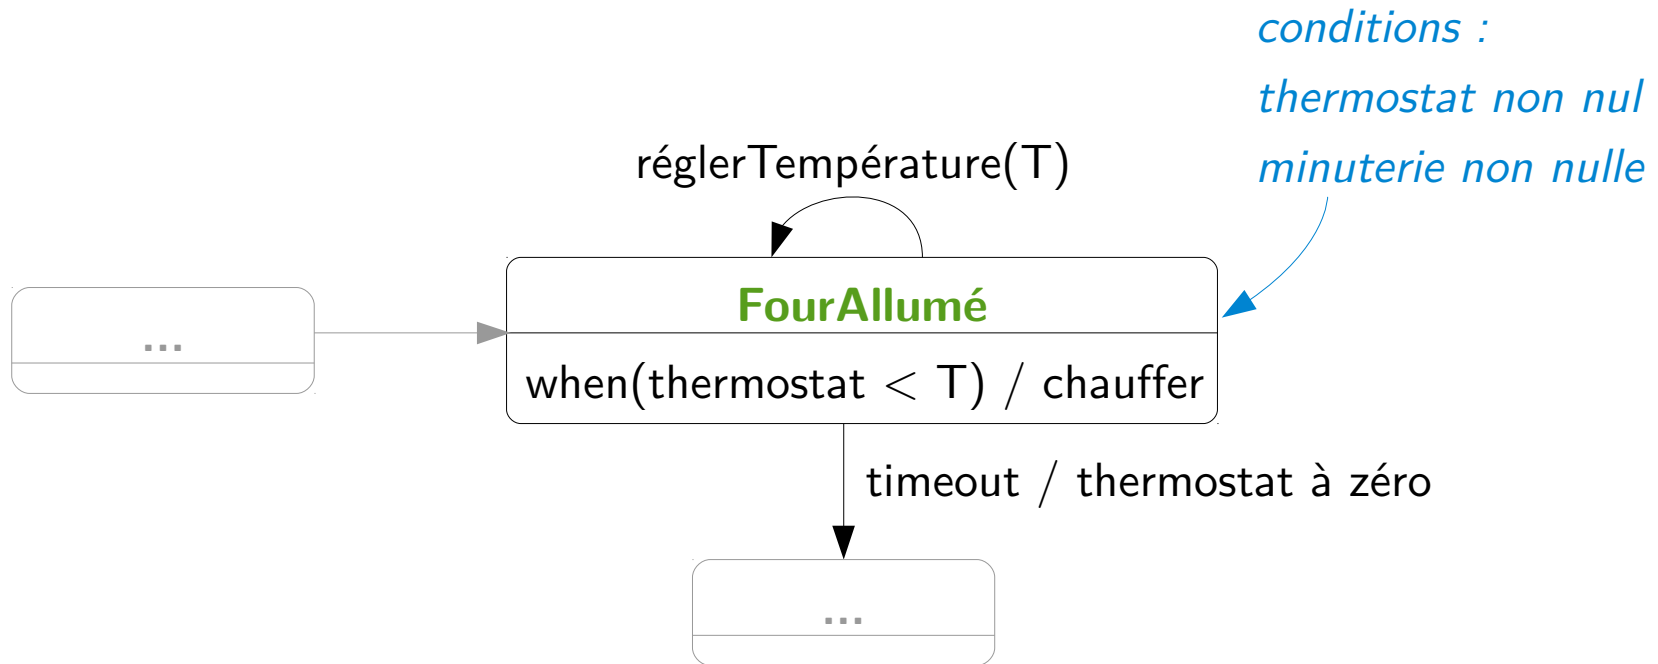 conditions :
thermostat non nul
minuterie non nulle
réglerTempérature(T)
FourAllumé
...
when(thermostat < T) / chauffer
timeout / thermostat à zéro
...